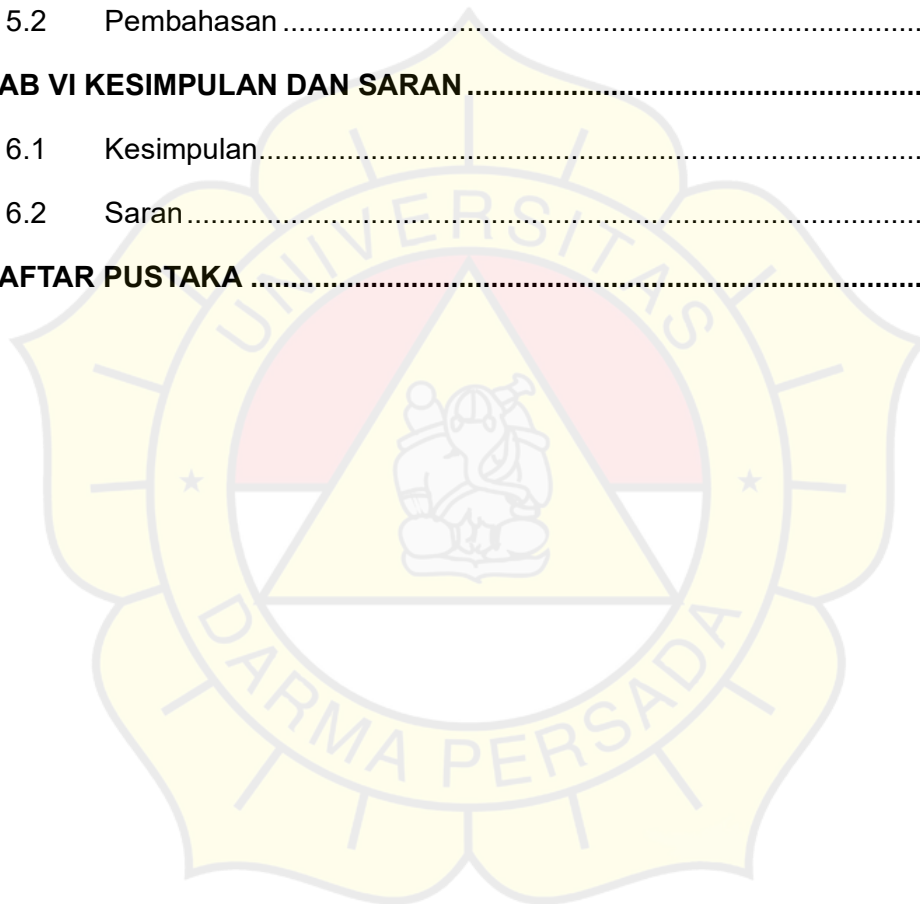 5.2 Pembahasan ................................................................................
AB VI KESIMPULAN DAN SARAN ..........................................................
6.1 Kesimpulan ...................................................................................
6.2 Saran ............................................................................................
AFTAR PUSTAKA .....................................................................................
UNIVERSITAS
DARMA PERSADA